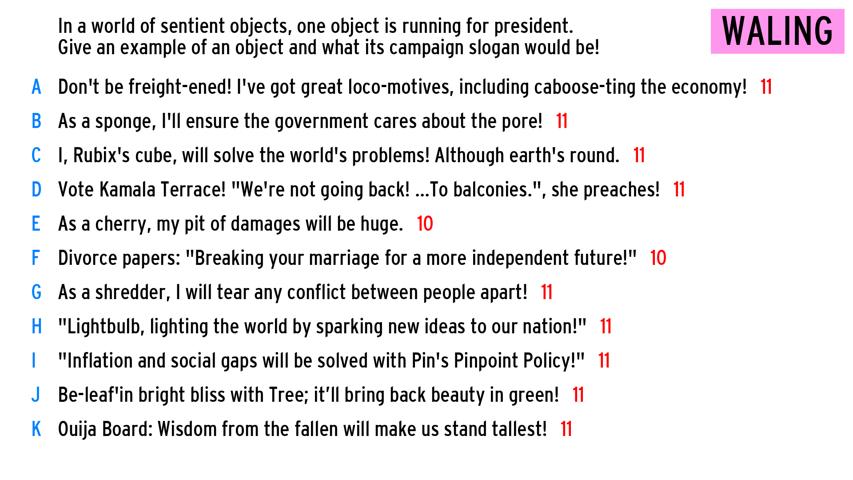 In a world of sentient objects, one object is running for president.
Give an example of an object and what its campaign slogan would be!
WALING
A Don't be freight-ened! I've got great loco-motives, including caboose-ting the economy! 11
B As a sponge, I'll ensure the government cares about the pore! 11
C I, Rubix's cube, will solve the world's problems! Although earth's round. 11
D Vote Kamala Terrace! "We're not going back! ...To balconies.", she preaches! 11
E As a cherry, my pit of damages will be huge. 10
F Divorce papers: "Breaking your marriage for a more independent future!" 10
G As a shredder, I will tear any conflict between people apart! 11
H "Lightbulb, lighting the world by sparking new ideas to our nation!" 11
I "Inflation and social gaps will be solved with Pin's Pinpoint Policy!" 11
J Be-leaf'in bright bliss with Tree; it’ll bring back beauty in green! 11
K Ouija Board: Wisdom from the fallen will make us stand tallest! 11